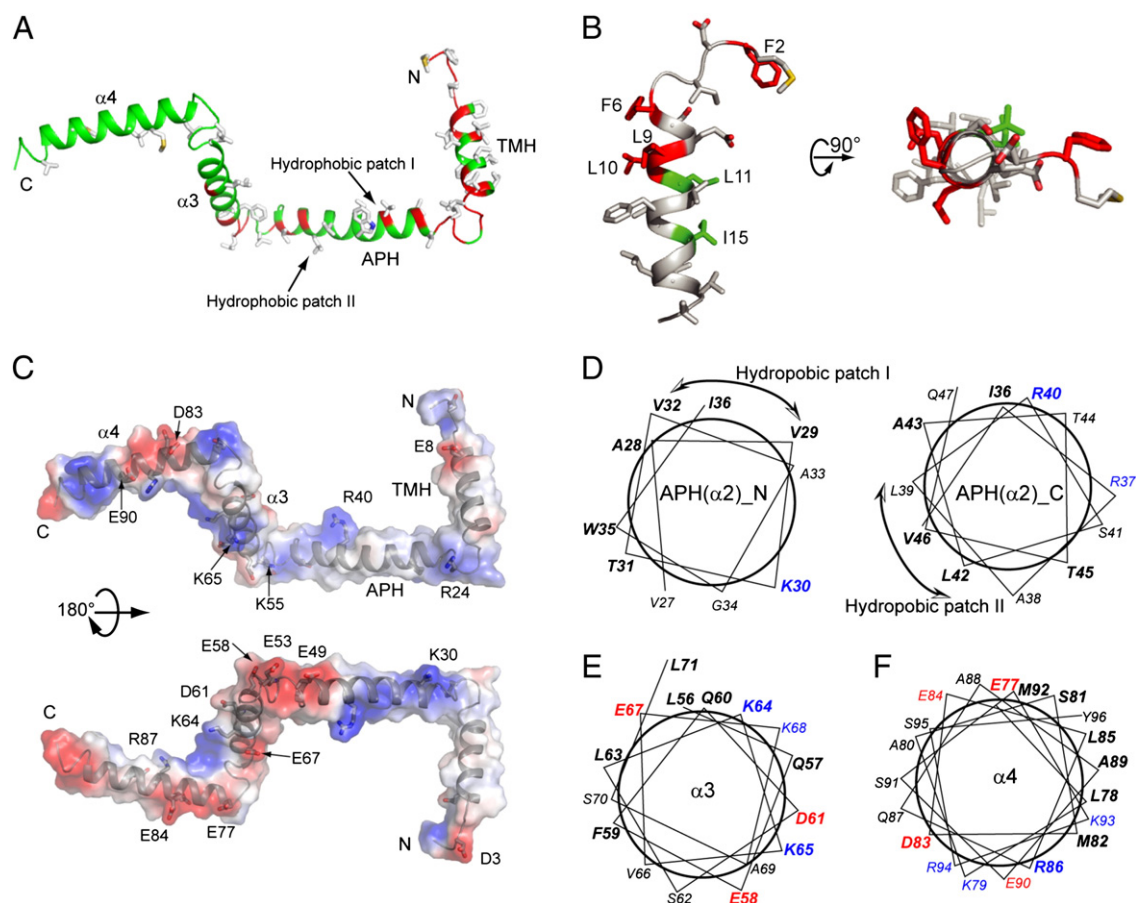 A
N
α4
TMH
Hydrophobic patch I
C
α3
APH
Hydrophobic patch II
B
F2
F6
L9
L10
L11
I15
90°
C
D83
α4
N
E8
α3
TMH
R40
C
E90
K65
K55
APH
R24
180°
E58
E53
E49
K30
D61
C
K64
R87
E67
E84
E77
N
D3
D
Hydropobic patch I
V32
I36
A28
V29
A33
APH(α2)_N
W35
T31
K30
V27
G34
Q47
I36
R40
A43
T44
L39
APH(α2)_C
R37
V46
S41
L42
T45
A38
Hydropobic patch II
E
L71
E67
L56
Q60
K64
K68
L63
Q57
α3
S70
D61
F59
K65
V66
A69
S62
E58
F
A88
E77
M92
S81
E84
Y96
S95
L85
A80
A89
S91
α4
L78
Q87
K93
D83
M82
R94
K79
E90
R86